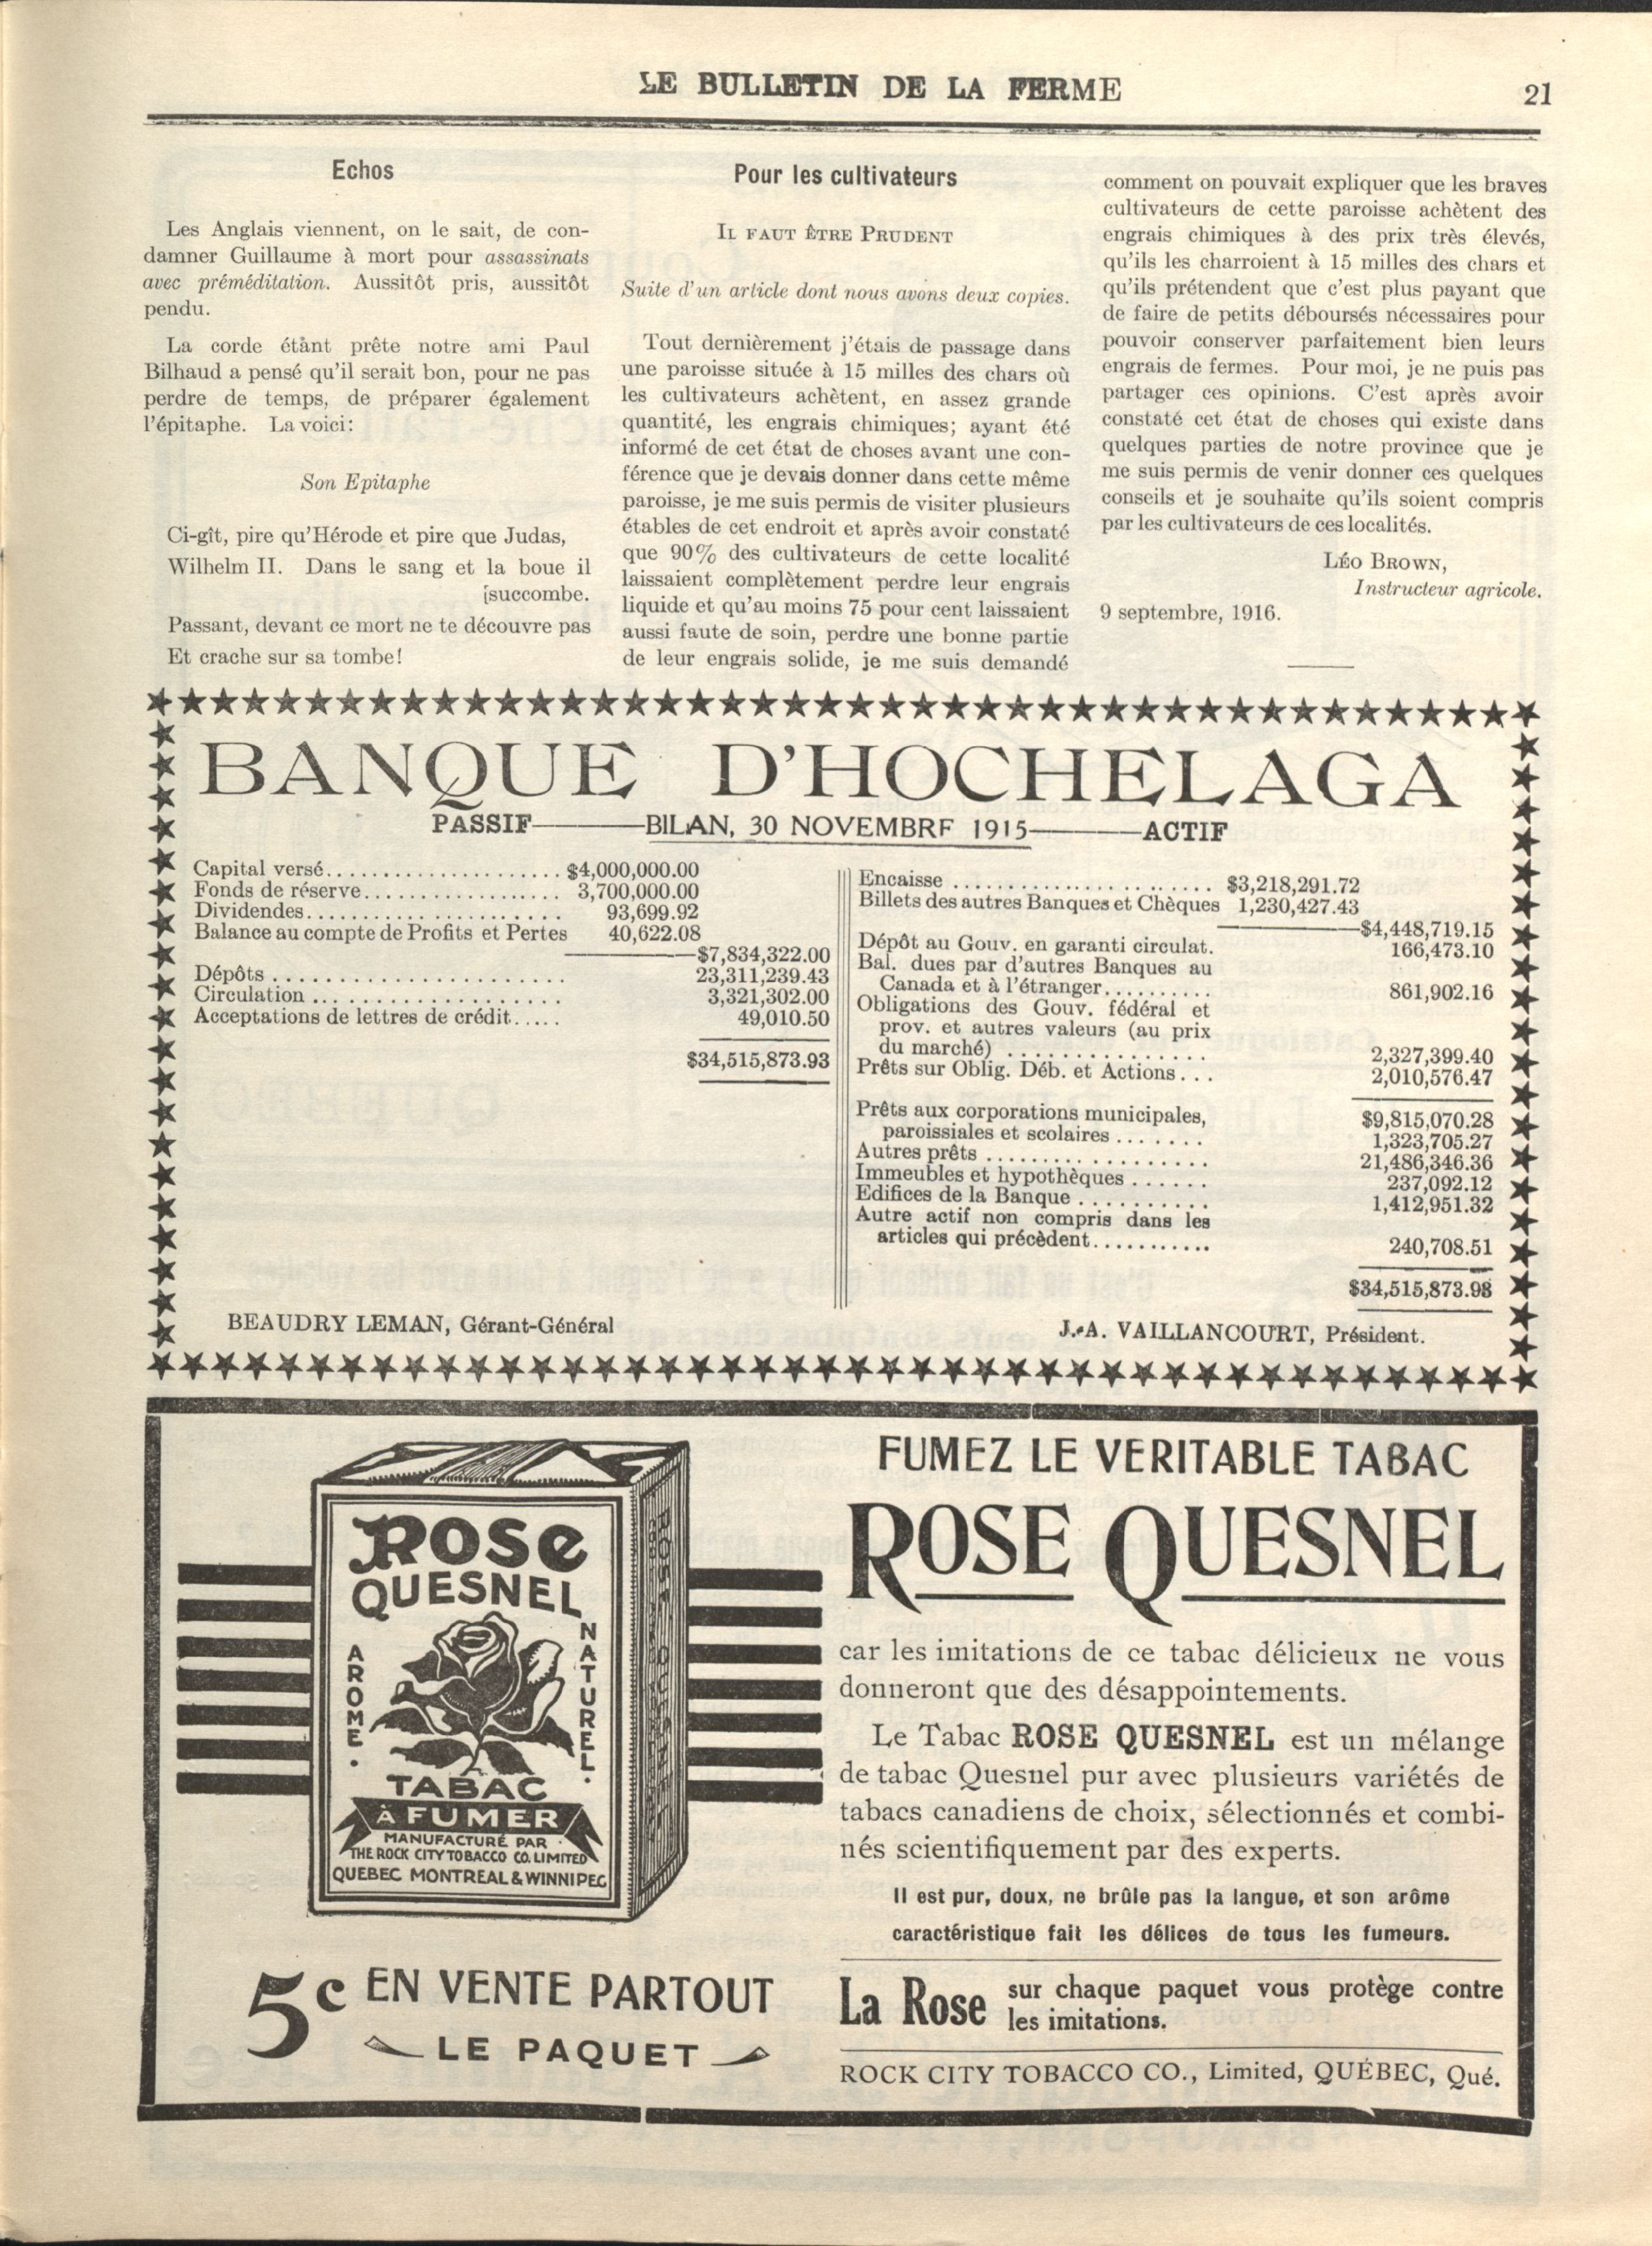 LE BULLETIN DE LA FERME
21
Echos
Les Anglais viennent, on le sait, de con-
damner Guillaume à mort pour assassinats
avec préméditation. Aussitôt pris, aussitôt
pendu.
La corde étant prête notre ami Paul
Bilhaud a pensé qu'il serait bon, pour ne pas
perdre de temps, de préparer également
l'épitaphe. La voici:
Son Epitaphe
Ci-gît, pire qu'Hérode et pire que Judas,
Wilhelm II. Dans le sang et la boue il
[succombe.
Passant, devant ce mort ne te découvre pas
Et crache sur sa tombe!
Pour les cultivateurs
IL FAUT ÊTRE PRUDENT
Suite d'un article dont nous avons deux copies.
Tout dernièrement j'étais de passage dans
une paroisse située à 15 milles des chars où
les cultivateurs achètent, en assez grande
quantité, les engrais chimiques; ayant été
informé de cet état de choses avant une con-
férence que je devais donner dans cette même
paroisse, je me suis permis de visiter plusieurs
étables de cet endroit et après avoir constaté
que 90% des cultivateurs de cette localité
laissaient complètement perdre leur engrais
liquide et qu'au moins 75 pour cent laissaient
aussi faute de soin, perdre une bonne partie
de leur engrais solide, je me suis demandé
comment on pouvait expliquer que les braves
cultivateurs de cette paroisse achètent des
engrais chimiques à des prix très élevés,
qu'ils les charroient à 15 milles des chars et
qu'ils prétendent que c'est plus payant que
de faire de petits déboursés nécessaires pour
pouvoir conserver parfaitement bien leurs
engrais de fermes. Pour moi, je ne puis pas
partager ces opinions. C'est après avoir
constaté cet état de choses qui existe dans
quelques parties de notre province que je
me suis permis de venir donner ces quelques
conseils et je souhaite qu'ils soient compris
par les cultivateurs de ces localités.
LÉO BROWN,
Instructeur agricole.
9 septembre, 1916.
BANQUE D'HOCHELAGA
PASSIF———BILAN, 30 NOVEMBRF 1915———ACTIF
Capital versé..................... $4,000,000.00
Fonds de réserve................. 3,700,000.00
Dividendes....................... 93,699.92
Balance au compte de Profits et Pertes 40,622.08
$7,834,322.00
Dépôts ........................ 23,311,239.43
Circulation .................... 3,321,302.00
Acceptations de lettres de crédit..... 49,010.50
$34,515,873.93
Encaisse ........................ $3,218,291.72
Billets des autres Banques et Chèques 1,230,427.43
$4,448,719.15
Dépôt au Gouv. en garanti circulat. 166,473.10
Bal. dues par d'autres Banques au
Canada et à l'étranger.......... 861,902.16
Obligations des Gouv. fédéral et
prov. et autres valeurs (au prix
du marché) ................ 2,327,399.40
Prêts sur Oblig. Déb. et Actions... 2,010,576.47
$9,815,070.28
Prêts aux corporations municipales,
paroissiales et scolaires ....... 1,323,705.27
Autres prêts .................. 21,486,346.36
Immeubles et hypothèques ...... 237,092.12
Edifices de la Banque ........... 1,412,951.32
Autre actif non compris dans les
articles qui précèdent........... 240,708.51
$34,515,873.93
BEAUDRY LEMAN, Gérant-Général
J.-A. VAILLANCOURT, Président.
ROSE
QUESNEL
AROME.
NATUREL.
TABAC
À FUMER
MANUFACTURÉ PAR
THE ROCK CITY TOBACCO CO. LIMITED
QUEBEC MONTREAL & WINNIPEG
5c EN VENTE PARTOUT
LE PAQUET
FUMEZ LE VERITABLE TABAC
ROSE QUESNEL
car les imitations de ce tabac délicieux ne vous
donneront que des désappointements.
Le Tabac ROSE QUESNEL est un mélange
de tabac Quesnel pur avec plusieurs variétés de
tabacs canadiens de choix, sélectionnés et combi-
nés scientifiquement par des experts.
Il est pur, doux, ne brûle pas la langue, et son arôme
caractéristique fait les délices de tous les fumeurs.
La Rose sur chaque paquet vous protège contre
les imitations.
ROCK CITY TOBACCO CO., Limited, QUÉBEC, Qué.